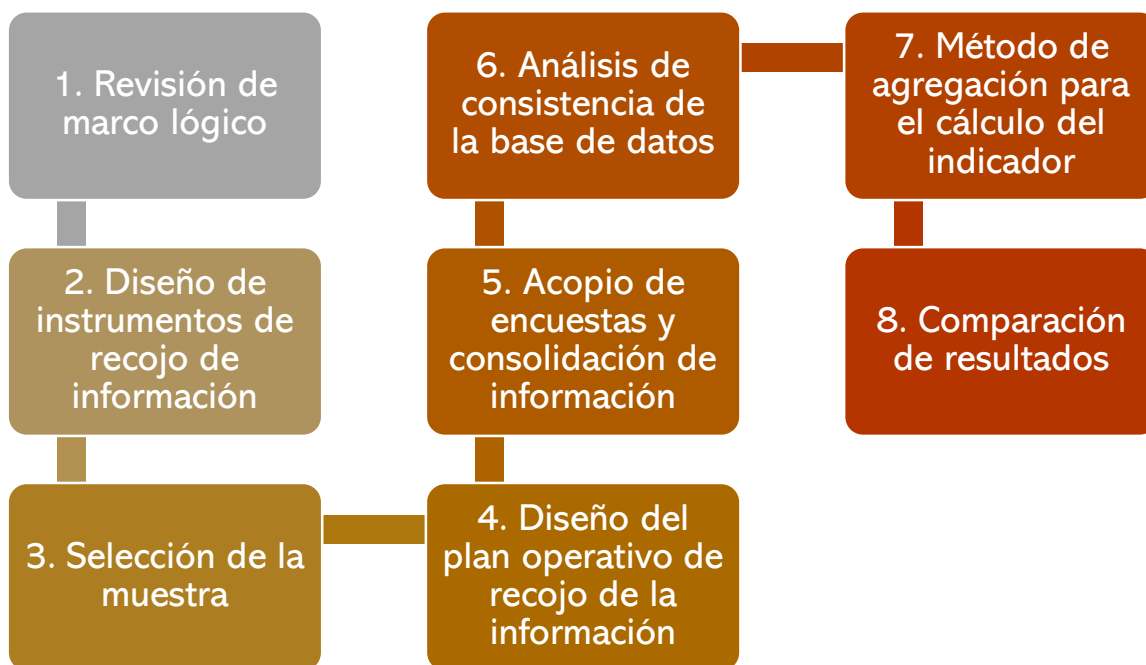 1. Revisión de
marco lógico
2. Diseño de
instrumentos de
recojo de
información
3. Selección de la
muestra
4. Diseño del
plan operativo de
recojo de la
información
5. Acopio de
encuestas y
consolidación de
información
6. Análisis de
consistencia de
la base de datos
7. Método de
agregación para
el cálculo del
indicador
8. Comparación
de resultados